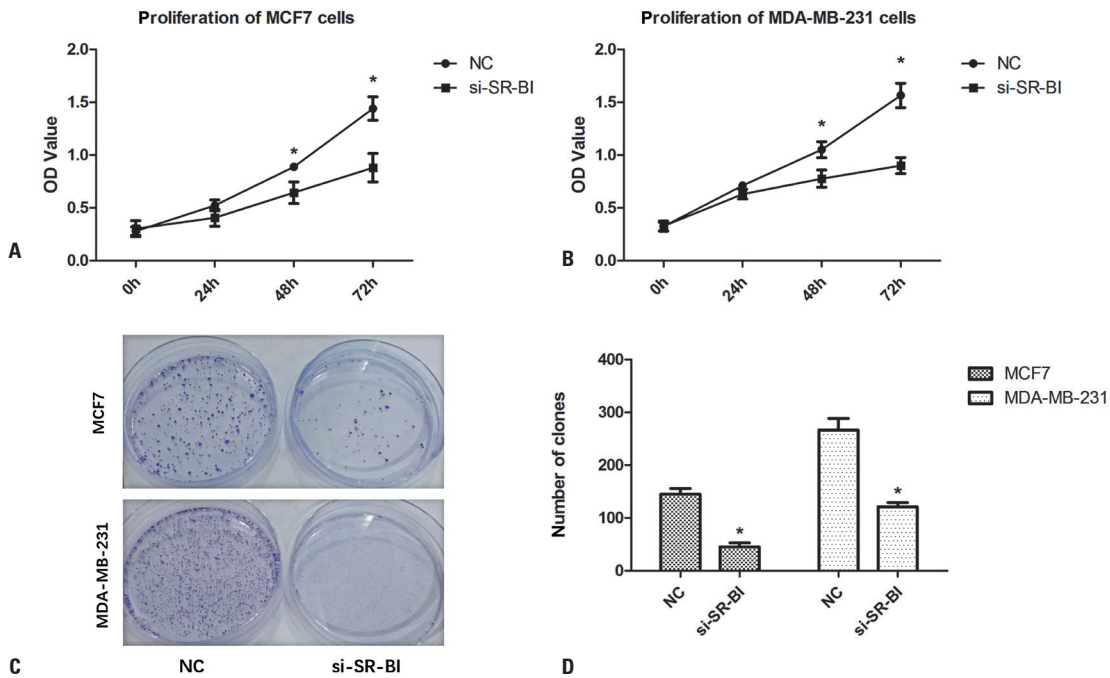 Proliferation of MCF7 cells
2.0
1.5
1.0
0.5
0.0
OD Value
*
*
NC
si-SR-BI
0h
24h
48h
72h
A
Proliferation of MDA-MB-231 cells
2.0
1.5
1.0
0.5
0.0
OD Value
*
*
NC
si-SR-BI
0h
24h
48h
72h
B
MCF7
MDA-MB-231
NC
si-SR-BI
C
400
300
200
100
0
Number of clones
*
*
MCF7
MDA-MB-231
NC
si-SR-BI
NC
si-SR-BI
D